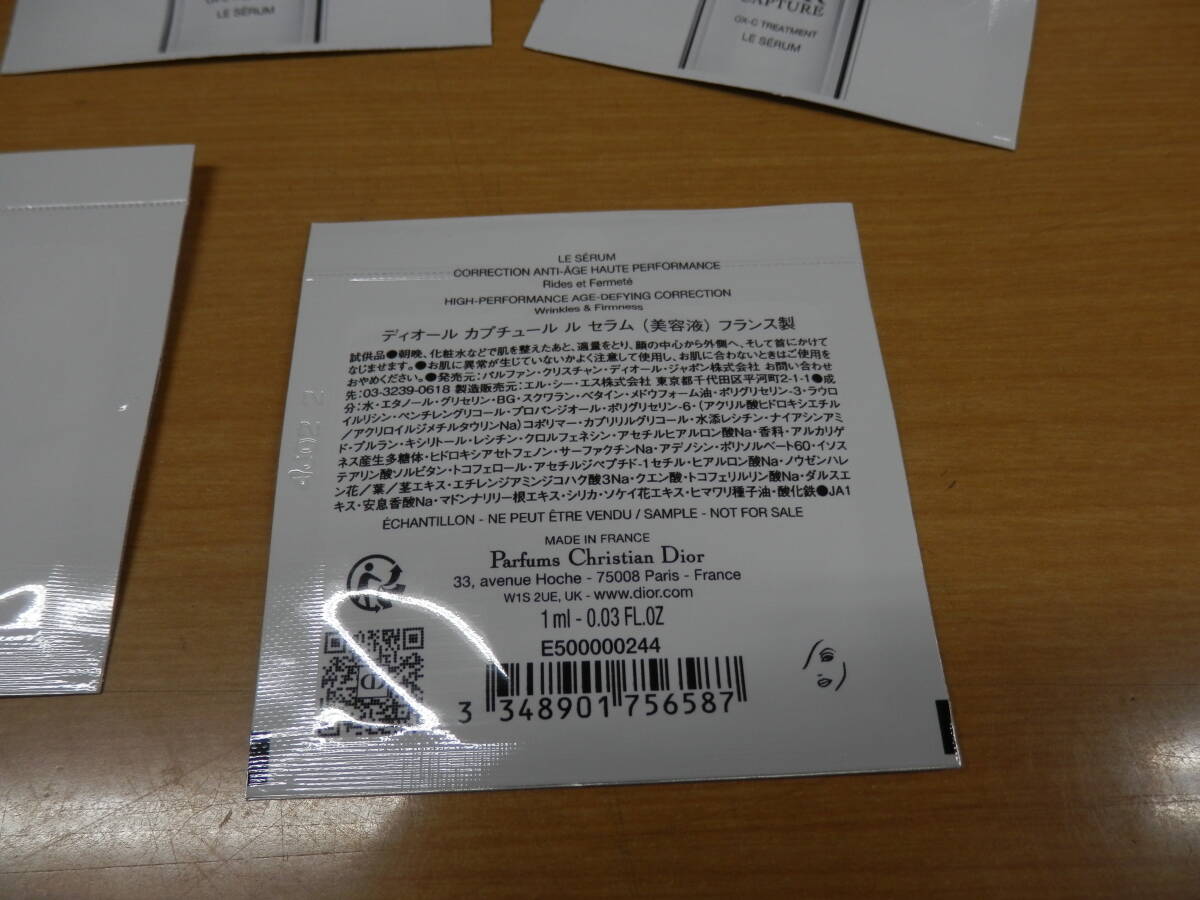 LE SÉRUM
CAPTURE
OX-C TREATMENT
LE SÉRUM
LE SÉRUM
CORRECTION ANTI-ÂGE HAUTE PERFORMANCE
Rides et Fermeté
HIGH-PERFORMANCE AGE-DEFYING CORRECTION
Wrinkles & Firmness
ディオール カプチュール ル セラム（美容液）フランス製
試供品●朝晩、化粧水などで肌を整えたあと、適量をとり、顔の中心から外側へ、そして首にかけて
なじませます。●お肌に異常が生じていないかよく注意して使用し、お肌に合わないときはご使用を
おやめください。●発売元：パルファン・クリスチャン・ディオール・ジャポン株式会社 お問い合わせ
先：03-3239-0618 製造販売元：エル・シー・エス株式会社 東京都千代田区平河町2-1-1●成
分：水・エタノール・グリセリン・BG・スクワラン・ベタイン・メドウフォーム油・ポリグリセリン-3・ラウロ
イルリシン・ペンチレングリコール・プロパンジオール・ポリグリセリン-6・（アクリル酸ヒドロキシエチル
／アクリロイルジメチルタウリンNa）コポリマー・カプリリルグリコール・水添レシチン・ナイアシンアミ
ド・プルラン・キシリトール・レシチン・クロルフェネシン・アセチルヒアルロン酸Na・香料・アルカリゲ
ネス産生多糖体・ヒドロキシアセトフェノン・サーファクチンNa・アデノシン・ポリソルベート60・イソス
テアリン酸ソルビタン・トコフェロール・アセチルジペプチド-1セチル・ヒアルロン酸Na・ノウゼンハレ
ン花／葉／茎エキス・エチレンジアミンジコハク酸3Na・クエン酸・トコフェリルリン酸Na・ダルスエ
キス・安息香酸Na・マドンナリリー根エキス・シリカ・ソケイ花エキス・ヒマワリ種子油・酸化鉄●JA1
ÉCHANTILLON - NE PEUT ÊTRE VENDU / SAMPLE - NOT FOR SALE
MADE IN FRANCE
Parfums Christian Dior
33, avenue Hoche - 75008 Paris - France
W1S 2UE, UK - www.dior.com
1 ml - 0.03 FL.OZ
E500000244
3 348901 756587